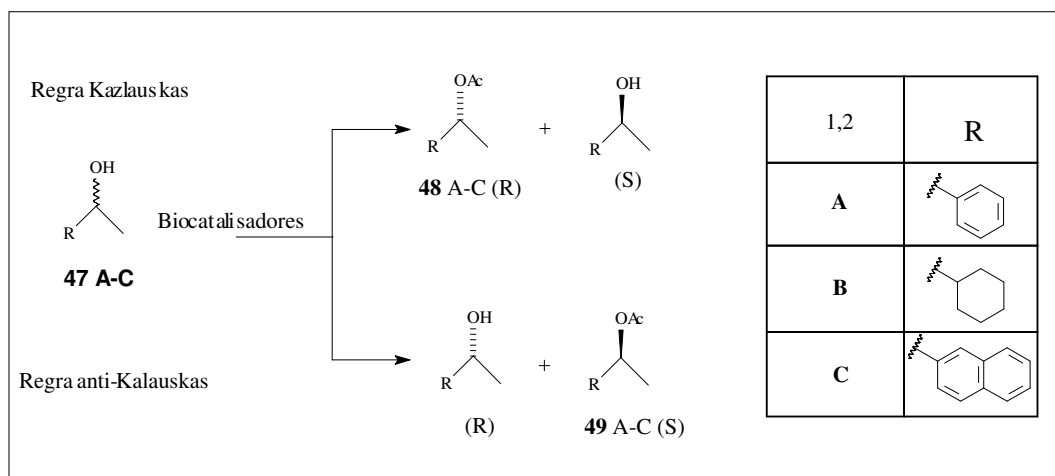 Regra Kazlauskas
OH
R
47 A-C
Biocatalisadores
OAc
R
48 A-C (R)
+
OH
R
(S)
Regra anti-Kalauskas
OH
R
(R)
+
OAc
R
49 A-C (S)
1,2 R
A
B
C